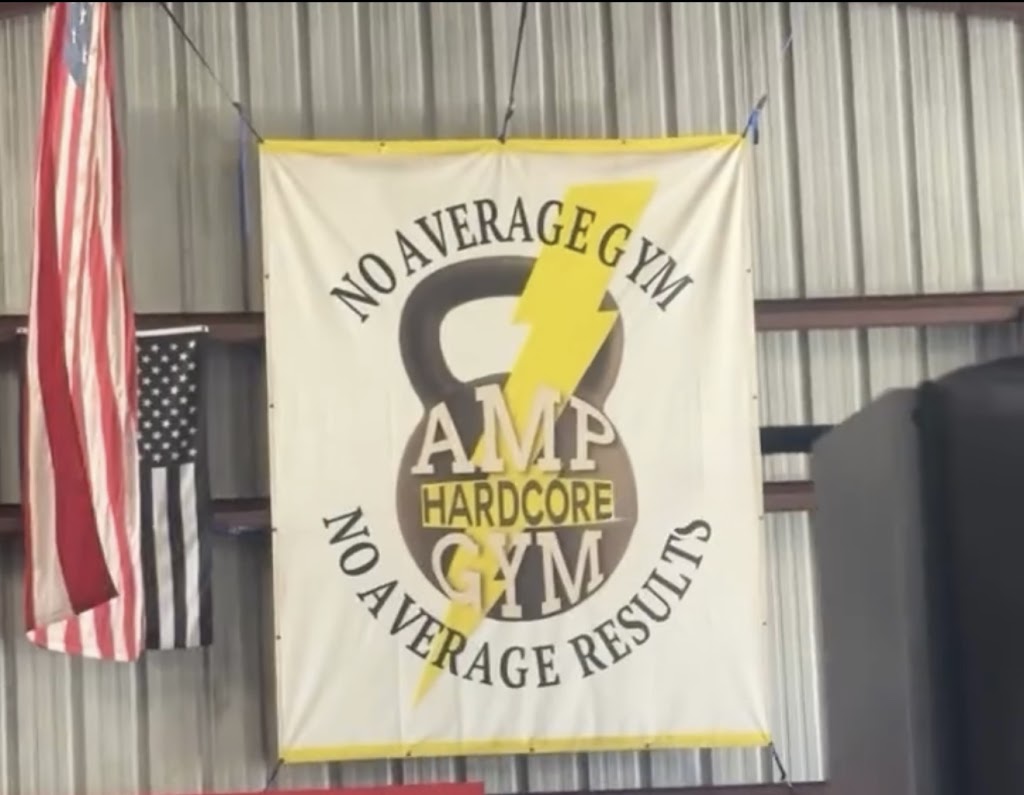 NO AVERAGE GYM
AMP
HARDCORE
GYM
NO AVERAGE RESULTS